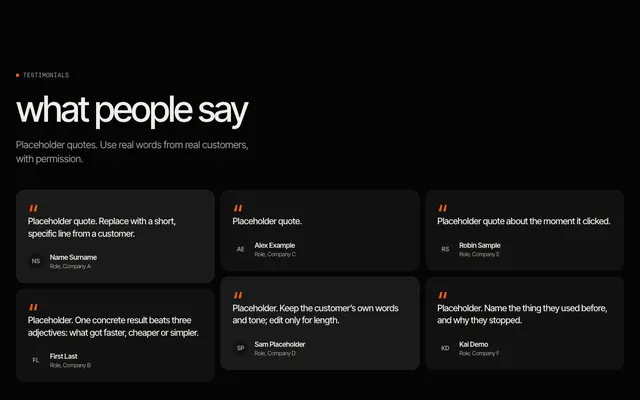 TESTIMONIALS
what people say
Placeholder quotes. Use real words from real customers,
with permission.
Placeholder quote. Replace with a short,
specific line from a customer.
NS
Name Surname
Role, Company A
Placeholder. One concrete result beats three
adjectives: what got faster, cheaper or simpler.
FL
First Last
Role, Company B
Placeholder quote.
AE
Alex Example
Role, Company C
Placeholder. Keep the customer’s own words
and tone; edit only for length.
SP
Sam Placeholder
Role, Company D
Placeholder quote about the moment it clicked.
RS
Robin Sample
Role, Company E
Placeholder. Name the thing they used before,
and why they stopped.
KD
Kai Demo
Role, Company F